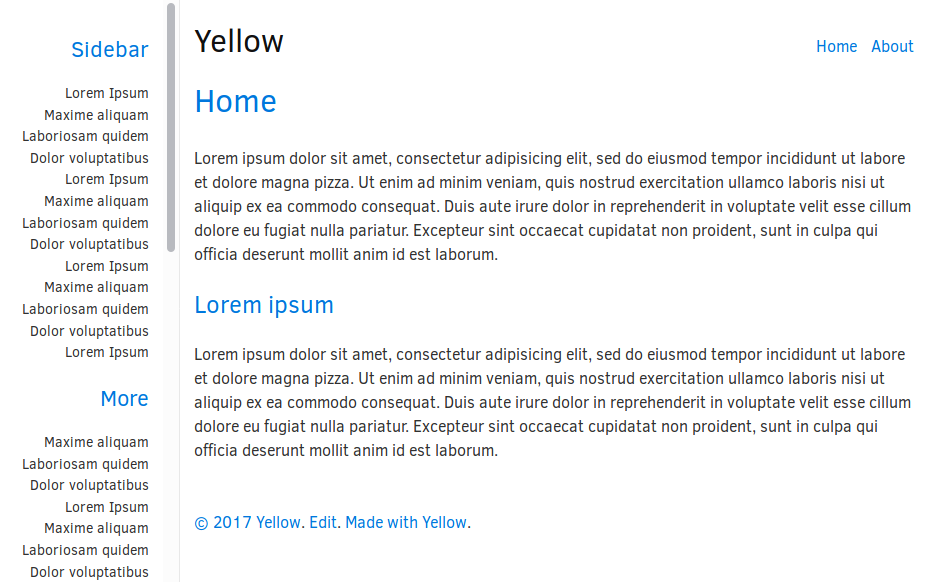 Sidebar
Lorem Ipsum
Maxime aliquam
Laboriosam quidem
Dolor voluptatibus
Lorem Ipsum
Maxime aliquam
Laboriosam quidem
Dolor voluptatibus
Lorem Ipsum
Maxime aliquam
Laboriosam quidem
Dolor voluptatibus
Lorem Ipsum
More
Maxime aliquam
Laboriosam quidem
Dolor voluptatibus
Lorem Ipsum
Maxime aliquam
Laboriosam quidem
Dolor voluptatibus
Yellow
Home About
Home
Lorem ipsum dolor sit amet, consectetur adipisicing elit, sed do eiusmod tempor incididunt ut labore
et dolore magna pizza. Ut enim ad minim veniam, quis nostrud exercitation ullamco laboris nisi ut
aliquip ex ea commodo consequat. Duis aute irure dolor in reprehenderit in voluptate velit esse cillum
dolore eu fugiat nulla pariatur. Excepteur sint occaecat cupidatat non proident, sunt in culpa qui
officia deserunt mollit anim id est laborum.
Lorem ipsum
Lorem ipsum dolor sit amet, consectetur adipisicing elit, sed do eiusmod tempor incididunt ut labore
et dolore magna pizza. Ut enim ad minim veniam, quis nostrud exercitation ullamco laboris nisi ut
aliquip ex ea commodo consequat. Duis aute irure dolor in reprehenderit in voluptate velit esse cillum
dolore eu fugiat nulla pariatur. Excepteur sint occaecat cupidatat non proident, sunt in culpa qui
officia deserunt mollit anim id est laborum.
© 2017 Yellow. Edit. Made with Yellow.